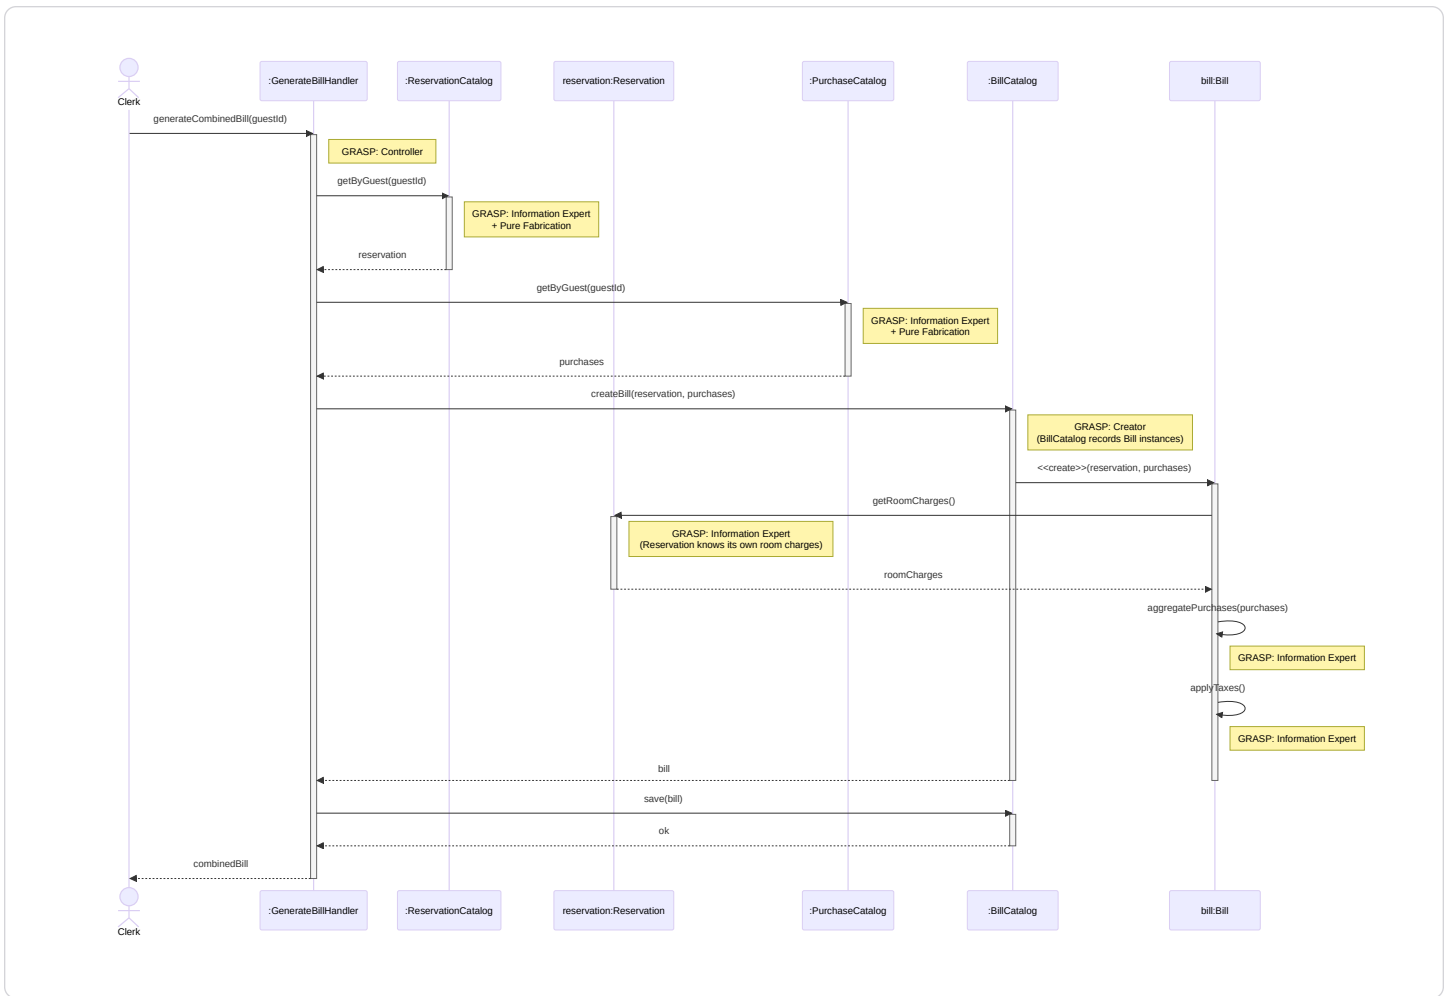 :GenerateBillHandler
:ReservationCatalog
reservation:Reservation
:PurchaseCatalog
:BillCatalog
bill:Bill
Clerk
generateCombinedBill(guestId)
GRASP: Controller
getByGuest(guestId)
GRASP: Information Expert
+ Pure Fabrication
reservation
getByGuest(guestId)
GRASP: Information Expert
+ Pure Fabrication
purchases
createBill(reservation, purchases)
GRASP: Creator
(BillCatalog records Bill instances)
<<create>>(reservation, purchases)
getRoomCharges()
GRASP: Information Expert
(Reservation knows its own room charges)
roomCharges
aggregatePurchases(purchases)
GRASP: Information Expert
applyTaxes()
GRASP: Information Expert
bill
save(bill)
ok
combinedBill
:GenerateBillHandler
:ReservationCatalog
reservation:Reservation
:PurchaseCatalog
:BillCatalog
bill:Bill
Clerk